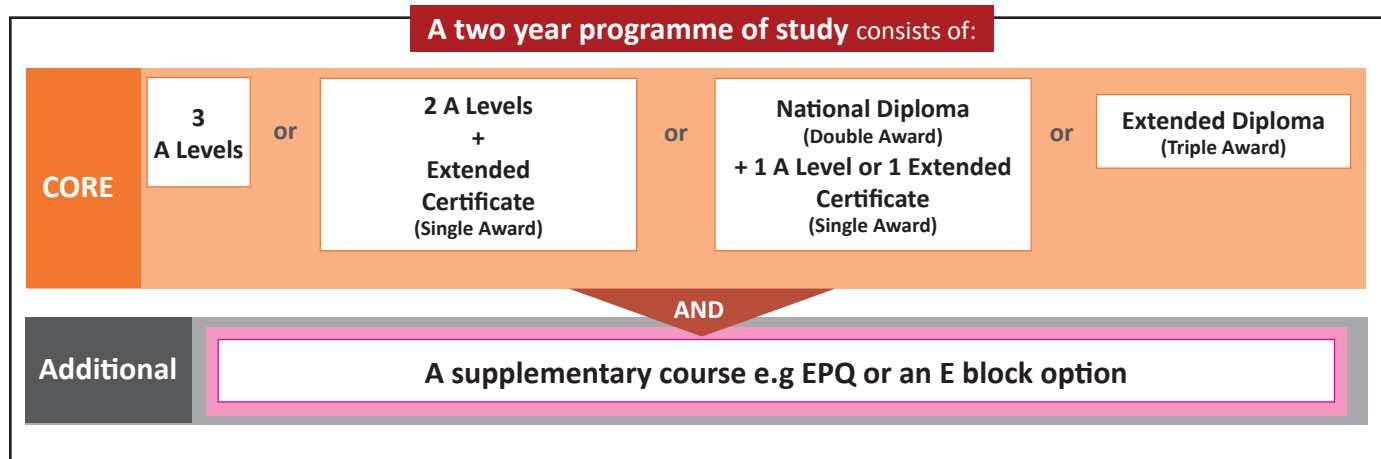 A two year programme of study consists of:
CORE
3
A Levels
or
2 A Levels
+
Extended
Certificate
(Single Award)
or
National Diploma
(Double Award)
+ 1 A Level or 1 Extended
Certificate
(Single Award)
or
Extended Diploma
(Triple Award)
AND
Additional
A supplementary course e.g EPQ or an E block option